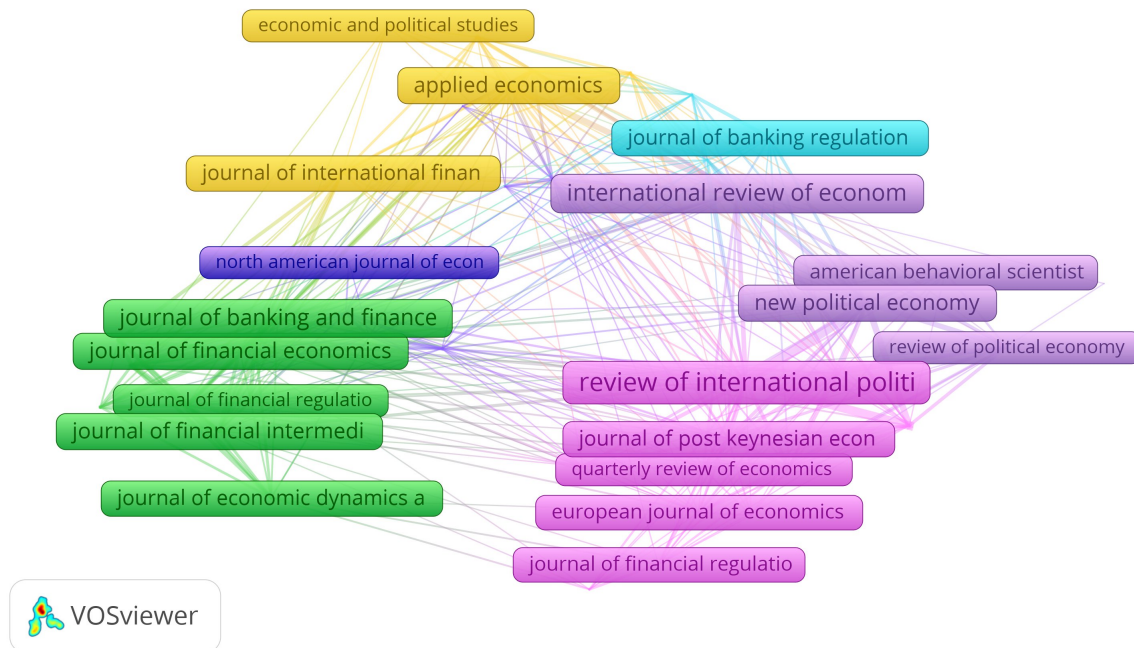 economic and political studies
applied economics
journal of banking regulation
journal of international finan
international review of econom
north american journal of econ
american behavioral scientist
new political economy
journal of banking and finance
journal of financial economics
review of political economy
review of international politi
journal of financial regulatio
journal of financial intermedi
journal of post keynesian econ
quarterly review of economics
journal of economic dynamics a
european journal of economics
journal of financial regulatio
VOSviewer